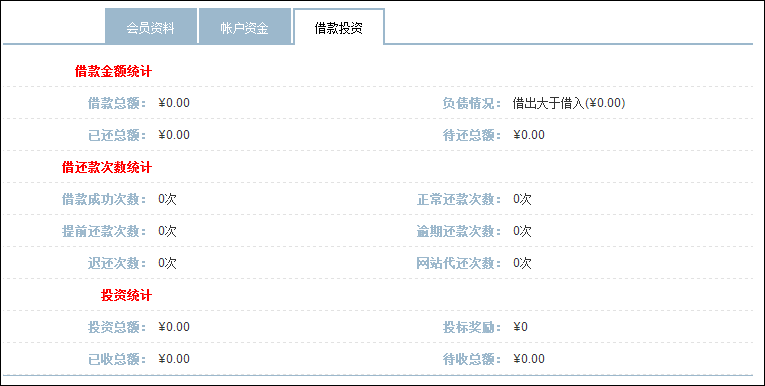 会员资料 帐户资金 借款投资
借款金额统计
借款总额： ¥0.00 负债情况： 借出大于借入(¥0.00)
已还总额： ¥0.00 待还总额： ¥0.00
借还款次数统计
借款成功次数： 0次 正常还款次数： 0次
提前还款次数： 0次 逾期还款次数： 0次
迟还次数： 0次 网站代还次数： 0次
投资统计
投资总额： ¥0.00 投标奖励： ¥0
已收总额： ¥0.00 待收总额： ¥0.00